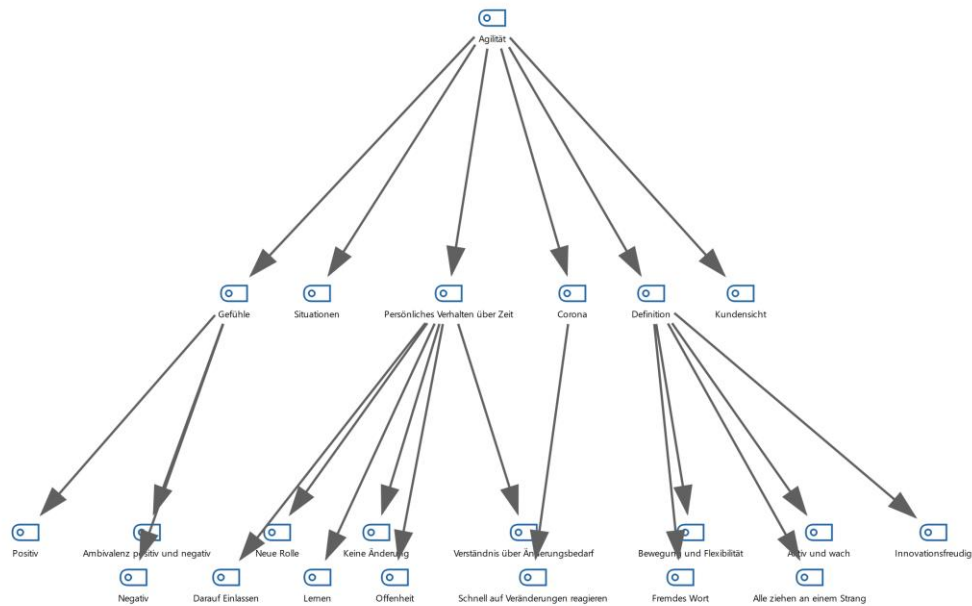 Agilität
Gefühle
Situationen
Persönliches Verhalten über Zeit
Corona
Definition
Kundensicht
Positiv
Ambivalenz positiv und negativ
Neue Rolle
Keine Änderung
Verständnis über Änderungsbedarf
Bewegung und Flexibilität
Aktiv und wach
Innovationsfreudig
Negativ
Darauf Einlassen
Lernen
Offenheit
Schnell auf Veränderungen reagieren
Fremdes Wort
Alle ziehen an einem Strang